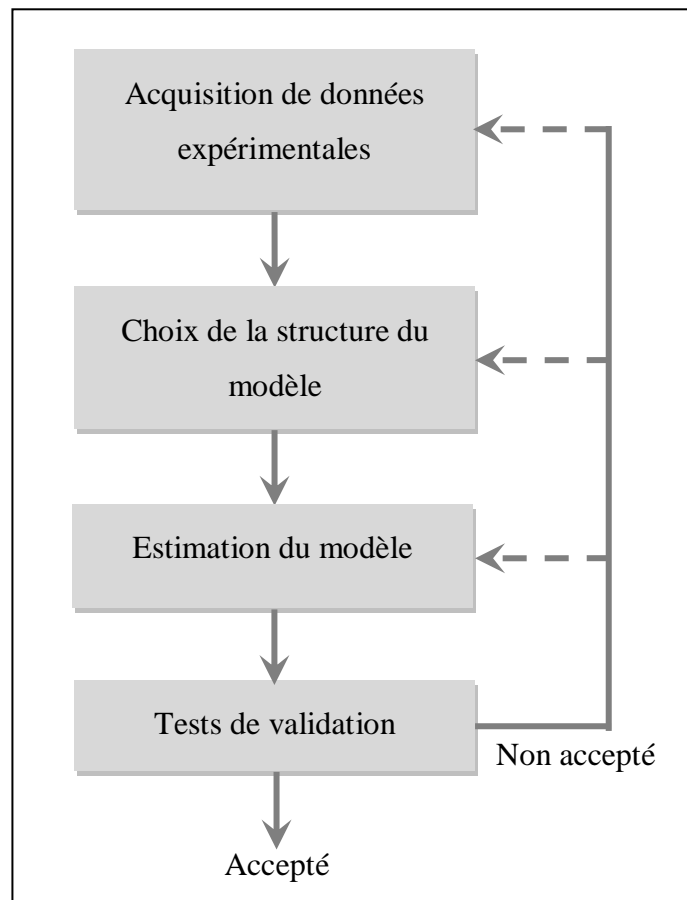 Acquisition de données
expérimentales
Choix de la structure du
modèle
Estimation du modèle
Tests de validation
Non accepté
Accepté